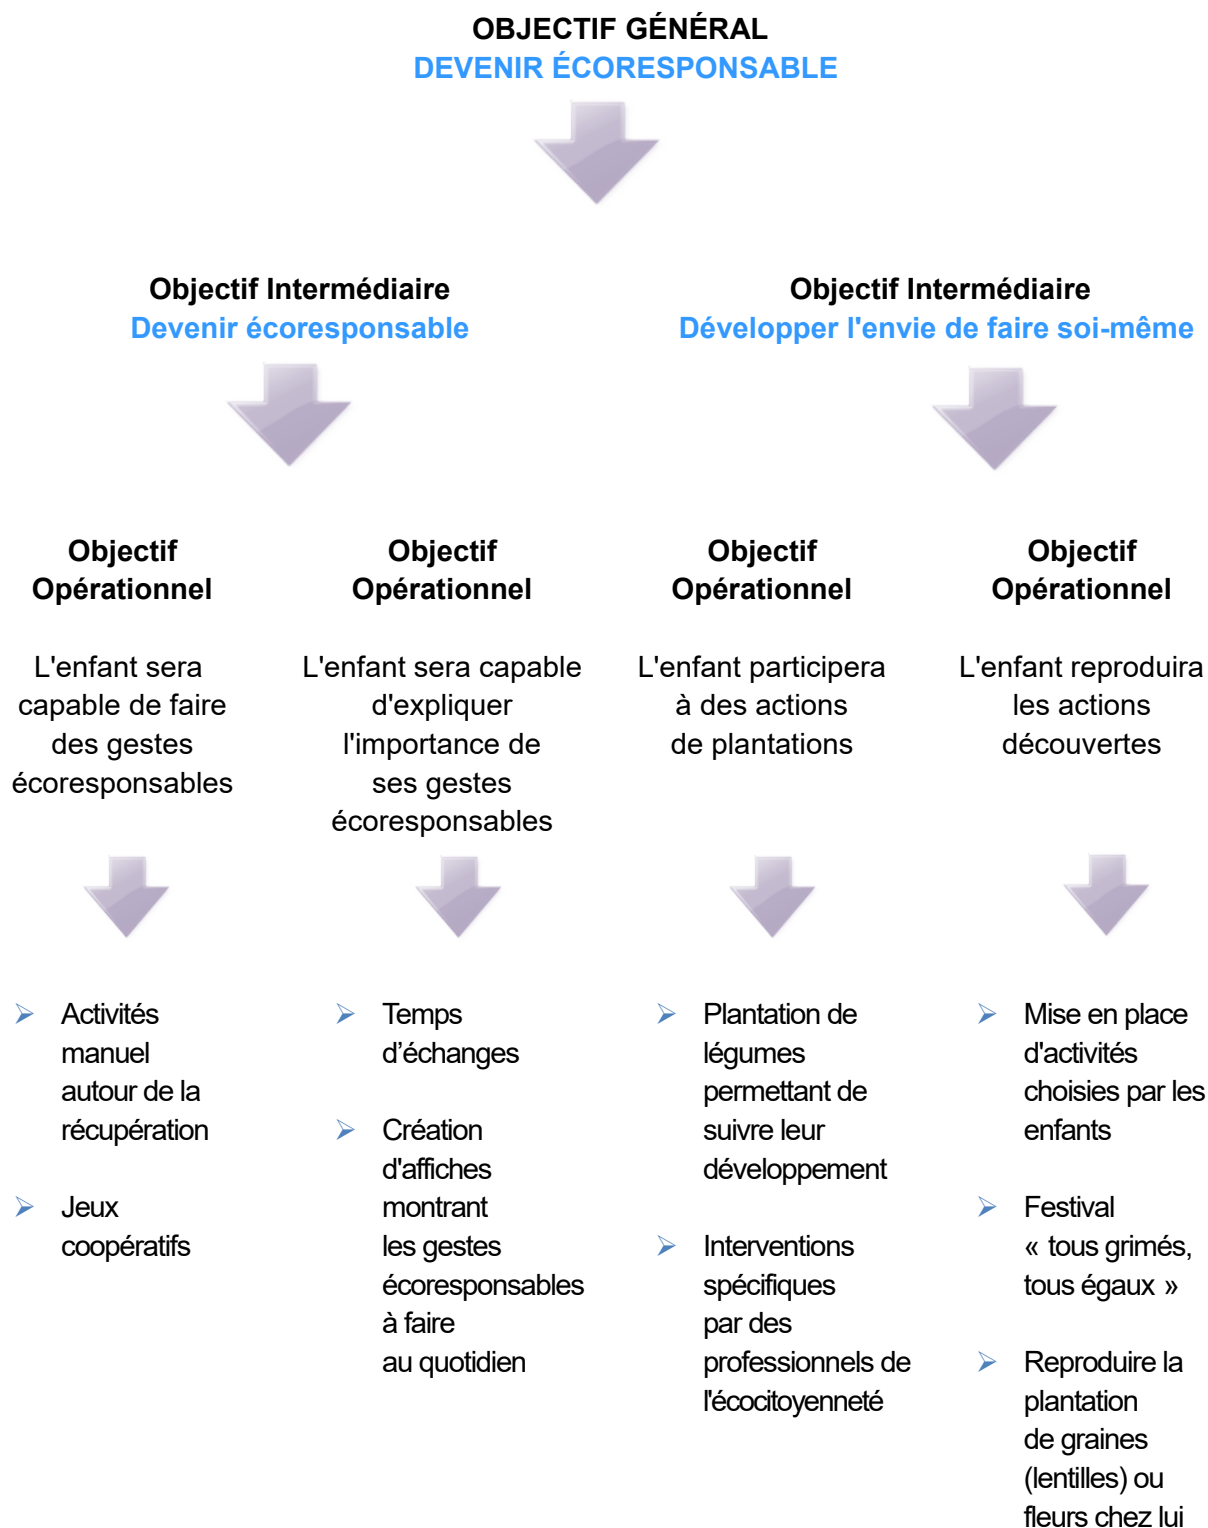 OBJECTIF GÉNÉRAL
DEVENIR ÉCORESPONSABLE
Objectif Intermédiaire
Devenir écoresponsable
Objectif Intermédiaire
Développer l'envie de faire soi-même
Objectif
Opérationnel
L'enfant sera
capable de faire
des gestes
écoresponsables
Objectif
Opérationnel
L'enfant sera capable
d'expliquer
l'importance de
ses gestes
écoresponsables
Objectif
Opérationnel
L'enfant participera
à des actions
de plantations
Objectif
Opérationnel
L'enfant reproduira
les actions
découvertes
Activités
manuel
autour de la
récupération
Jeux
coopératifs
Temps
d’échanges
Création
d'affiches
montrant
les gestes
écoresponsables
à faire
au quotidien
Plantation de
légumes
permettant de
suivre leur
développement
Interventions
spécifiques
par des
professionnels de
l'écocitoyenneté
Mise en place
d'activités
choisies par les
enfants
Festival
« tous grimés,
tous égaux »
Reproduire la
plantation
de graines
(lentilles) ou
fleurs chez lui